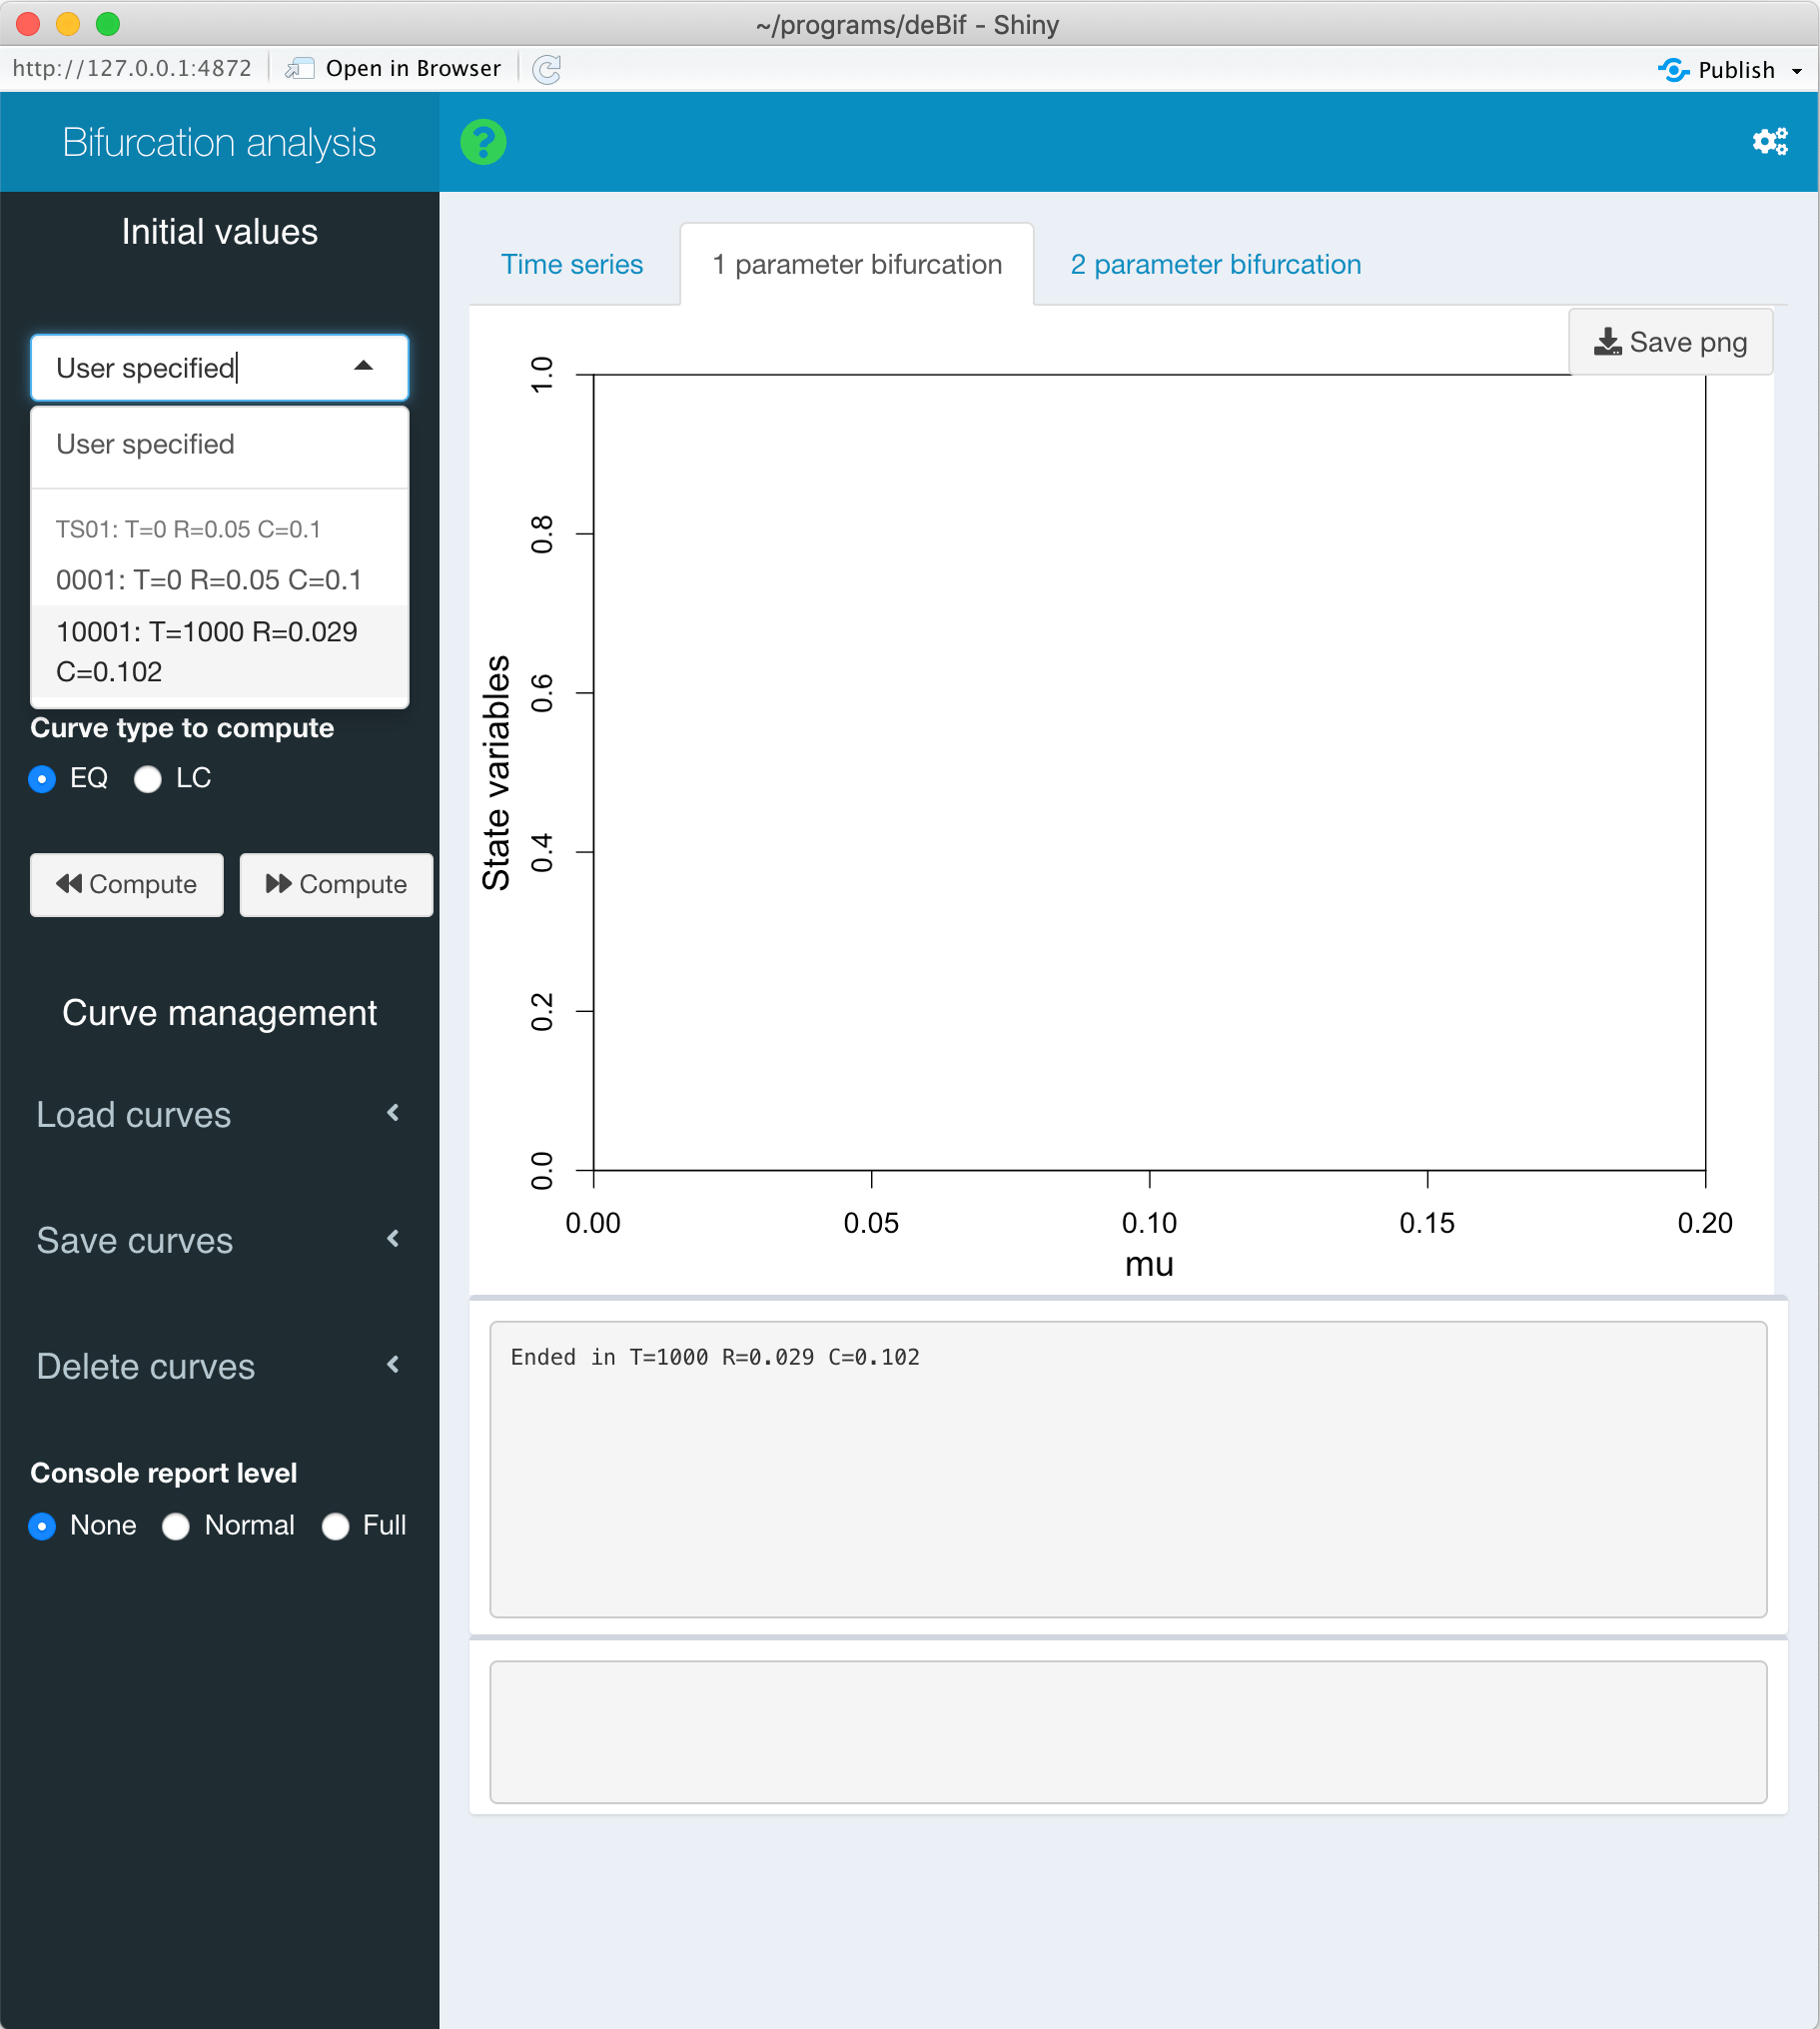 ~/programs/deBif - Shiny
http://127.0.0.1:4872 Open in Browser Publish
Bifurcation analysis ?
Initial values
User specified
User specified
TS01: T=0 R=0.05 C=0.1
0001: T=0 R=0.05 C=0.1
10001: T=1000 R=0.029
C=0.102
Curve type to compute
EQ LC
Compute Compute
Curve management
Load curves
Save curves
Delete curves
Console report level
None Normal Full
Time series 1 parameter bifurcation 2 parameter bifurcation
Save png
State variables
1.0
0.8
0.6
0.4
0.2
0.0
0.00 0.05 0.10 0.15 0.20
mu
Ended in T=1000 R=0.029 C=0.102